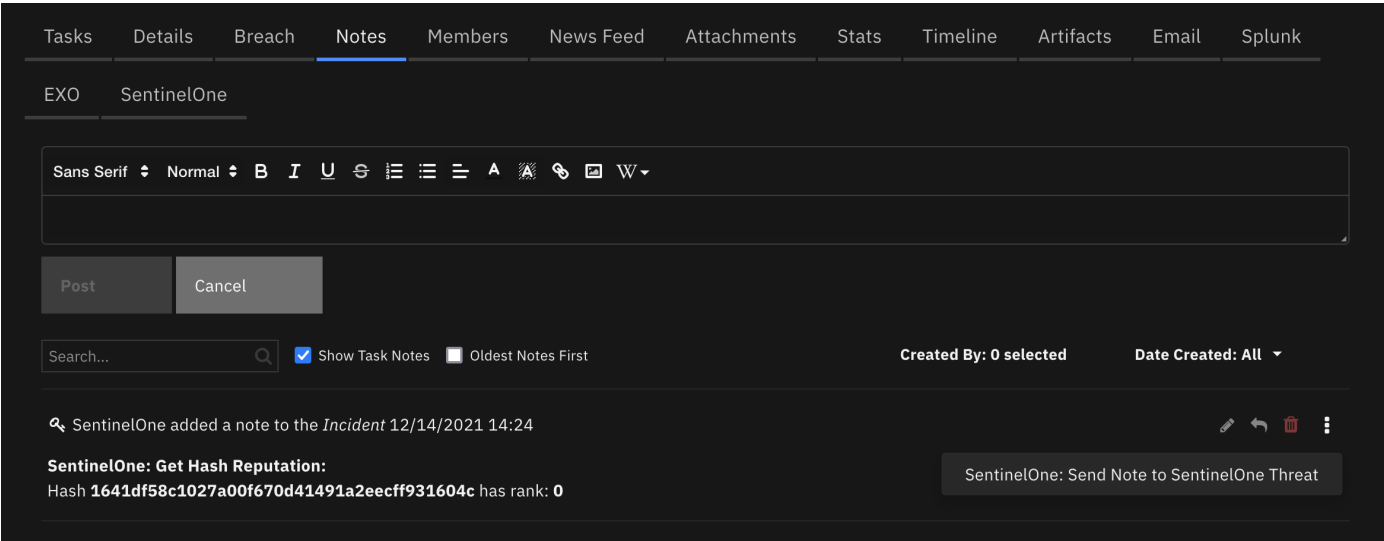 Tasks Details Breach Notes Members News Feed Attachments Stats Timeline Artifacts Email Splunk
EXO SentinelOne
Sans Serif Normal B I U S A A W
Post Cancel
Search... Show Task Notes Oldest Notes First Created By: 0 selected Date Created: All
SentinelOne added a note to the Incident 12/14/2021 14:24
SentinelOne: Get Hash Reputation:
Hash 1641df58c1027a00f670d41491a2eecff931604c has rank: 0
SentinelOne: Send Note to SentinelOne Threat